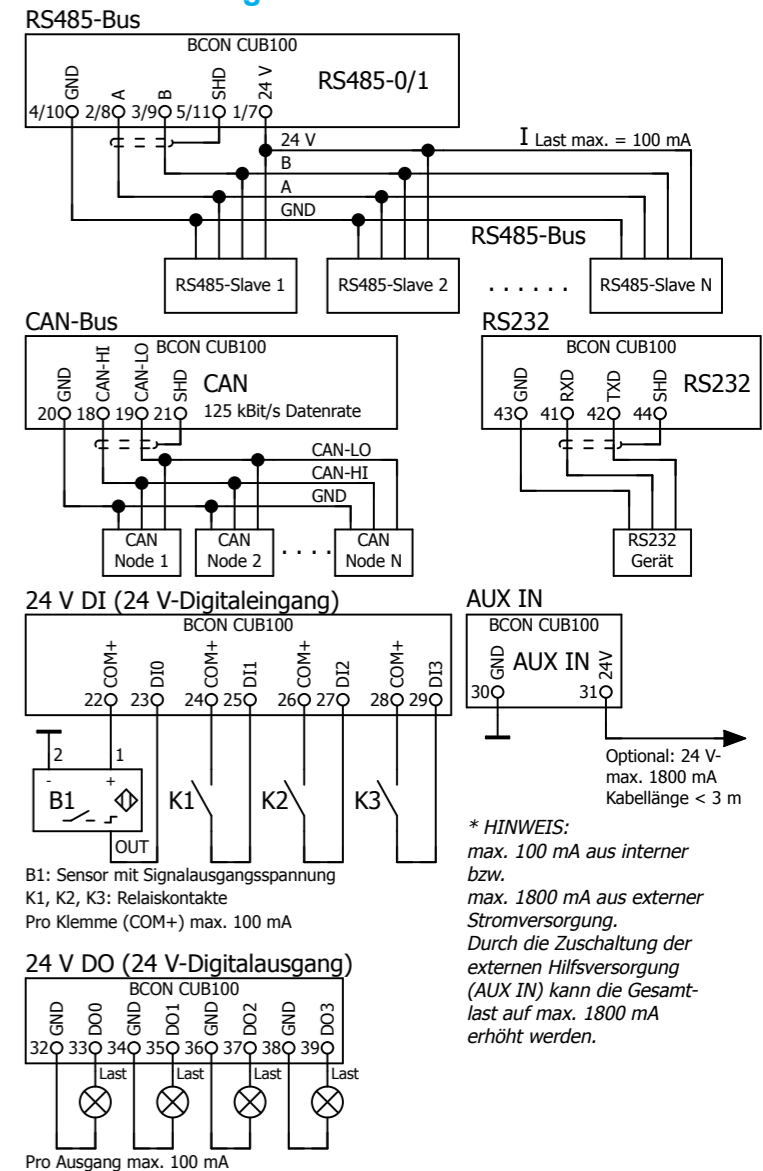 RS485-Bus
BCON CUB100
GND A B SHD 24 V
RS485-0/1
4/10 2/8 3/9 5/11 1/7
24 V
I Last max. = 100 mA
B
A
GND
RS485-Bus
RS485-Slave 1
RS485-Slave 2
. . . . . .
RS485-Slave N
CAN-Bus
BCON CUB100
GND CAN-HI CAN-LO SHD
CAN
20 18 19 21
125 kBit/s Datenrate
CAN-LO
CAN-HI
GND
CAN
Node 1
CAN
Node 2
. . . .
CAN
Node N
RS232
BCON CUB100
GND RXD TXD SHD
RS232
43 41 42 44
RS232
Gerät
24 V DI (24 V-Digitaleingang)
BCON CUB100
COM+ DI0 COM+ DI1 COM+ DI2 COM+ DI3
22 23 24 25 26 27 28 29
2 1
- +
B1
OUT
K1 K2 K3
B1: Sensor mit Signalausgangsspannung
K1, K2, K3: Relaiskontakte
Pro Klemme (COM+) max. 100 mA
AUX IN
BCON CUB100
GND AUX IN 24V
30 31
Optional: 24 V-
max. 1800 mA
Kabellänge < 3 m
* HINWEIS:
max. 100 mA aus interner
bzw.
max. 1800 mA aus externer
Stromversorgung.
Durch die Zuschaltung der
externen Hilfsversorgung
(AUX IN) kann die Gesamt-
last auf max. 1800 mA
erhöht werden.
24 V DO (24 V-Digitalausgang)
BCON CUB100
GND DO0 GND DO1 GND DO2 GND DO3
32 33 34 35 36 37 38 39
Last Last Last Last
Pro Ausgang max. 100 mA